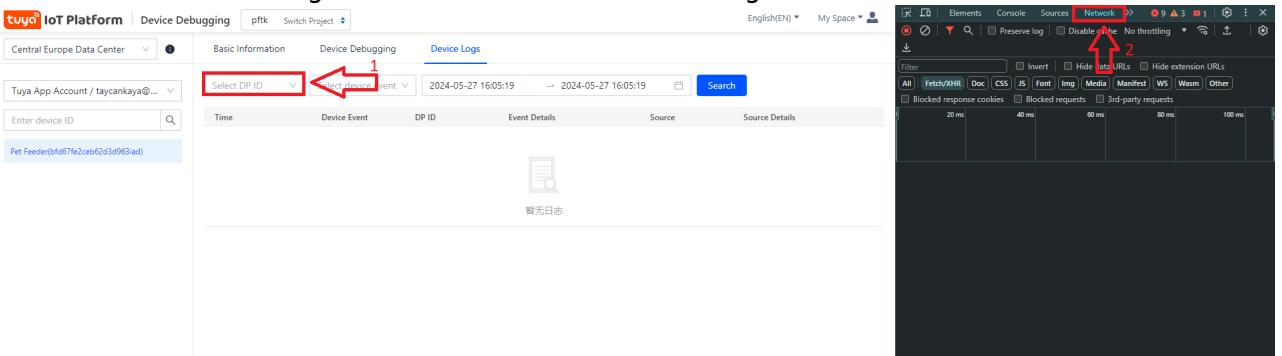 tuya IoT Platform Device Debugging pftk Switch Project English(EN) My Space
Central Europe Data Center
Basic Information Device Debugging Device Logs
Tuya App Account / taycankaya@...
Enter device ID
Pet Feeder(bfd67fe2ceb62d3d963iad)
1
Select DP ID Select device event 2024-05-27 16:05:19 → 2024-05-27 16:05:19 Search
Time Device Event DP ID Event Details Source Source Details
暂无日志
Elements Console Sources Network 9 3 1
Preserve log Disable cache No throttling
2
Filter Invert Hide data URLs Hide extension URLs
All Fetch/XHR Doc CSS JS Font Img Media Manifest WS Wasm Other
Blocked response cookies Blocked requests 3rd-party requests
20 ms 40 ms 60 ms 80 ms 100 ms